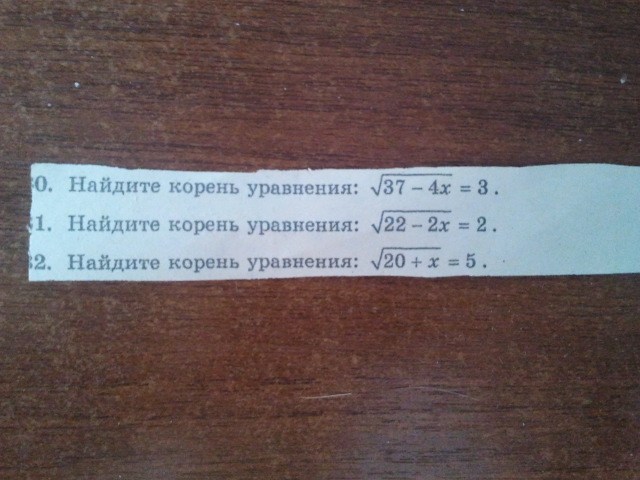 0. Найдите корень уравнения: √37 − 4x = 3.
1. Найдите корень уравнения: √22 − 2x = 2.
2. Найдите корень уравнения: √20 + x = 5.